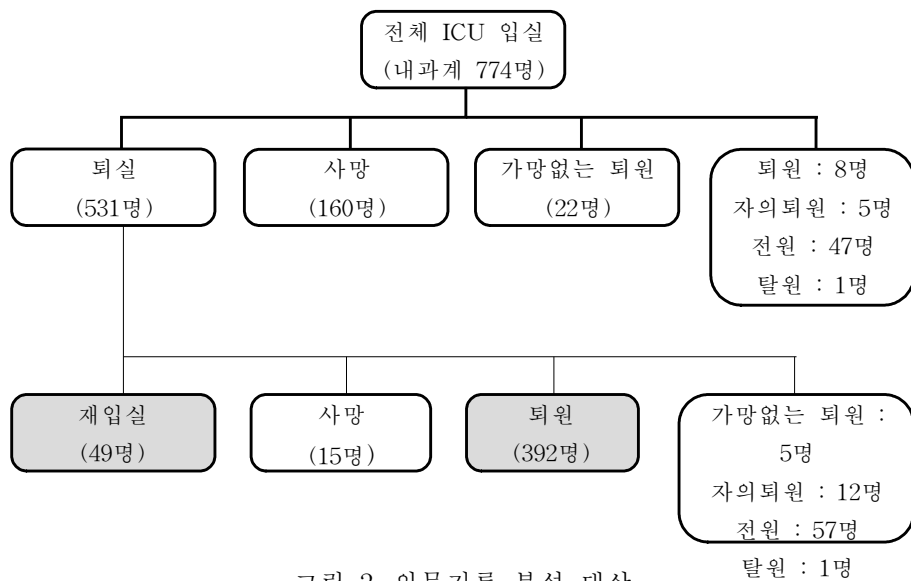 전체 ICU 입실
(내과계 774명)
퇴실
(531명)
사망
(160명)
가망없는 퇴원
(22명)
퇴원 : 8명
자의퇴원 : 5명
전원 : 47명
탈원 : 1명
재입실
(49명)
사망
(15명)
퇴원
(392명)
가망없는 퇴원 :
5명
자의퇴원 : 12명
전원 : 57명
탈원 : 1명